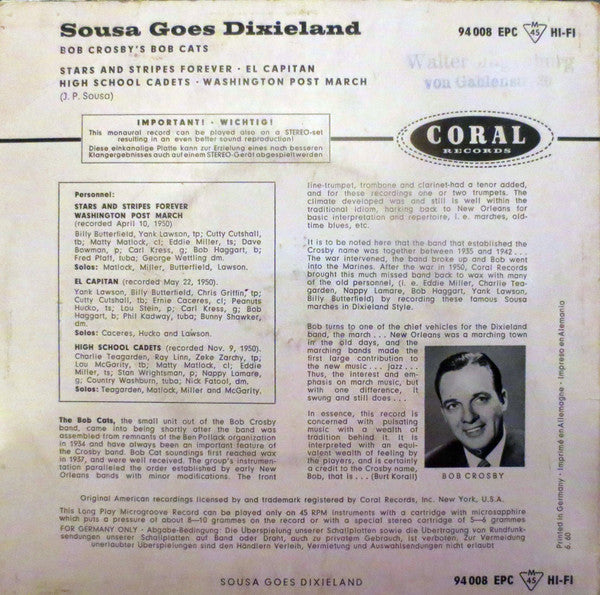 Sousa Goes Dixieland
BOB CROSBY'S BOB CATS
STARS AND STRIPES FOREVER · EL CAPITAN
HIGH SCHOOL CADETS · WASHINGTON POST MARCH
(J. P. Sousa)
94 008 EPC M 45 HI-FI
Walter
von Gahlenstr.
IMPORTANT! · WICHTIG!
This monaural record can be played also on a STEREO-set
resulting in an even better sound reproduction!
Diese einkanalige Platte kann zur Erzielung eines noch besseren
Klangergebnisses auch auf einem STEREO-Gerät abgespielt werden
CORAL
RECORDS
Personnel:
STARS AND STRIPES FOREVER
WASHINGTON POST MARCH
(recorded April 10, 1950)
Billy Butterfield, Yank Lawson, tp; Cutty Cutshall,
tb; Matty Matlock, cl; Eddie Miller, ts; Dave
Bowman, p; Carl Kress, g; Bob Haggart, b;
Fred Pfaff, tuba; George Wettling dm.
Solos: Matlock, Miller, Butterfield, Lawson.
EL CAPITAN (recorded May 22, 1950).
Yank Lawson, Billy Butterfield, Chris Griffin, tp;
Cutty Cutshall, tb; Ernie Caceres, cl; Peanuts
Hucko, ts; Lou Stein, p; Carl Kress, g; Bob
Haggart, b; Phil Kadway, tuba; Bunny Shawker,
dm.
Solos: Caceres, Hucko and Lawson.
HIGH SCHOOL CADETS (recorded Nov. 9, 1950).
Charlie Teagarden, Ray Linn, Zeke Zarchy, tp;
Lou McGarity, tb; Matty Matlock, cl; Eddie
Miller, ts; Stan Wrightsman, p; Nappy Lamare,
g; Country Washburn, tuba; Nick Fatool, dm.
Solos: Teagarden, Matlock, Miller and McGarity.
The Bob Cats, the small unit out of the Bob Crosby
band, came into being shortly after the band was
assembled from remnants of the Ben Pollack organization
in 1934 and have always been an important feature of
the Crosby band. Bob Cat soundings first reached wax
in 1937, and were well received. The group's instrumen-
tation paralleled the order established by early New
Orleans bands with minor modifications. The front
line-trumpet, trombone and clarinet-had a tenor added,
and for these recordings one or two trumpets. The
climate developed was and still is well within the
traditional idiom, harking back to New Orleans for
basic interpretation and repertoire, i. e. marches, old-
time blues, etc.
It is to be noted here that the band that established the
Crosby name was together between 1935 and 1942 . . .
The war intervened, the band broke up and Bob went
into the Marines. After the war in 1950, Coral Records
brought this much missed band back to wax with many
of the old personnel, (i. e. Eddie Miller, Charlie Tea-
garden, Nappy Lamare, Bob Haggart, Yank Lawson,
Billy Butterfield) by recording these famous Sousa
marches in Dixieland Style.
Bob turns to one of the chief vehicles for the Dixieland
band, the march . . . New Orleans was a marching town
in the old days, and the
marching bands made the
first large contribution to
the new music . . . jazz . . .
Thus, the interest and em-
phasis on march music, but
with one difference, it
swung and still does . . .
In essence, this record is
concerned with pulsating
music with a wealth of
tradition behind it. It is
interpreted with an equi-
valent wealth of feeling by
the players, and is certainly
a credit to the Crosby name,
Bob, that is . . . (Burt Korall)
BOB CROSBY
Printed in Germany · Imprimé en Allemagne · Impreso en Alemania
6. 60
Original American recordings licensed by and trademark registered by Coral Records, Inc. New York, U.S.A.
This Long Play Microgroove Record can be played only on 45 RPM instruments with a cartridge with microsapphire
which puts a pressure of about 8—10 grammes on the record or with a special stereo cartridge of 5—6 grammes
FOR GERMANY ONLY · Abgabe-Bedingung: Die Überspielung unserer Schallplatten sowie die Übertragung von Rundfunk-
sendungen unserer Schallplatten auf Band oder Draht, auch zu privatem Gebrauch, ist verboten. Zur Vermeidung
unerlaubter Überspielungen sind den Händlern Verleih, Vermietung und Auswahlsendungen nicht erlaubt
SOUSA GOES DIXIELAND
94 008 EPC M 45 HI-FI